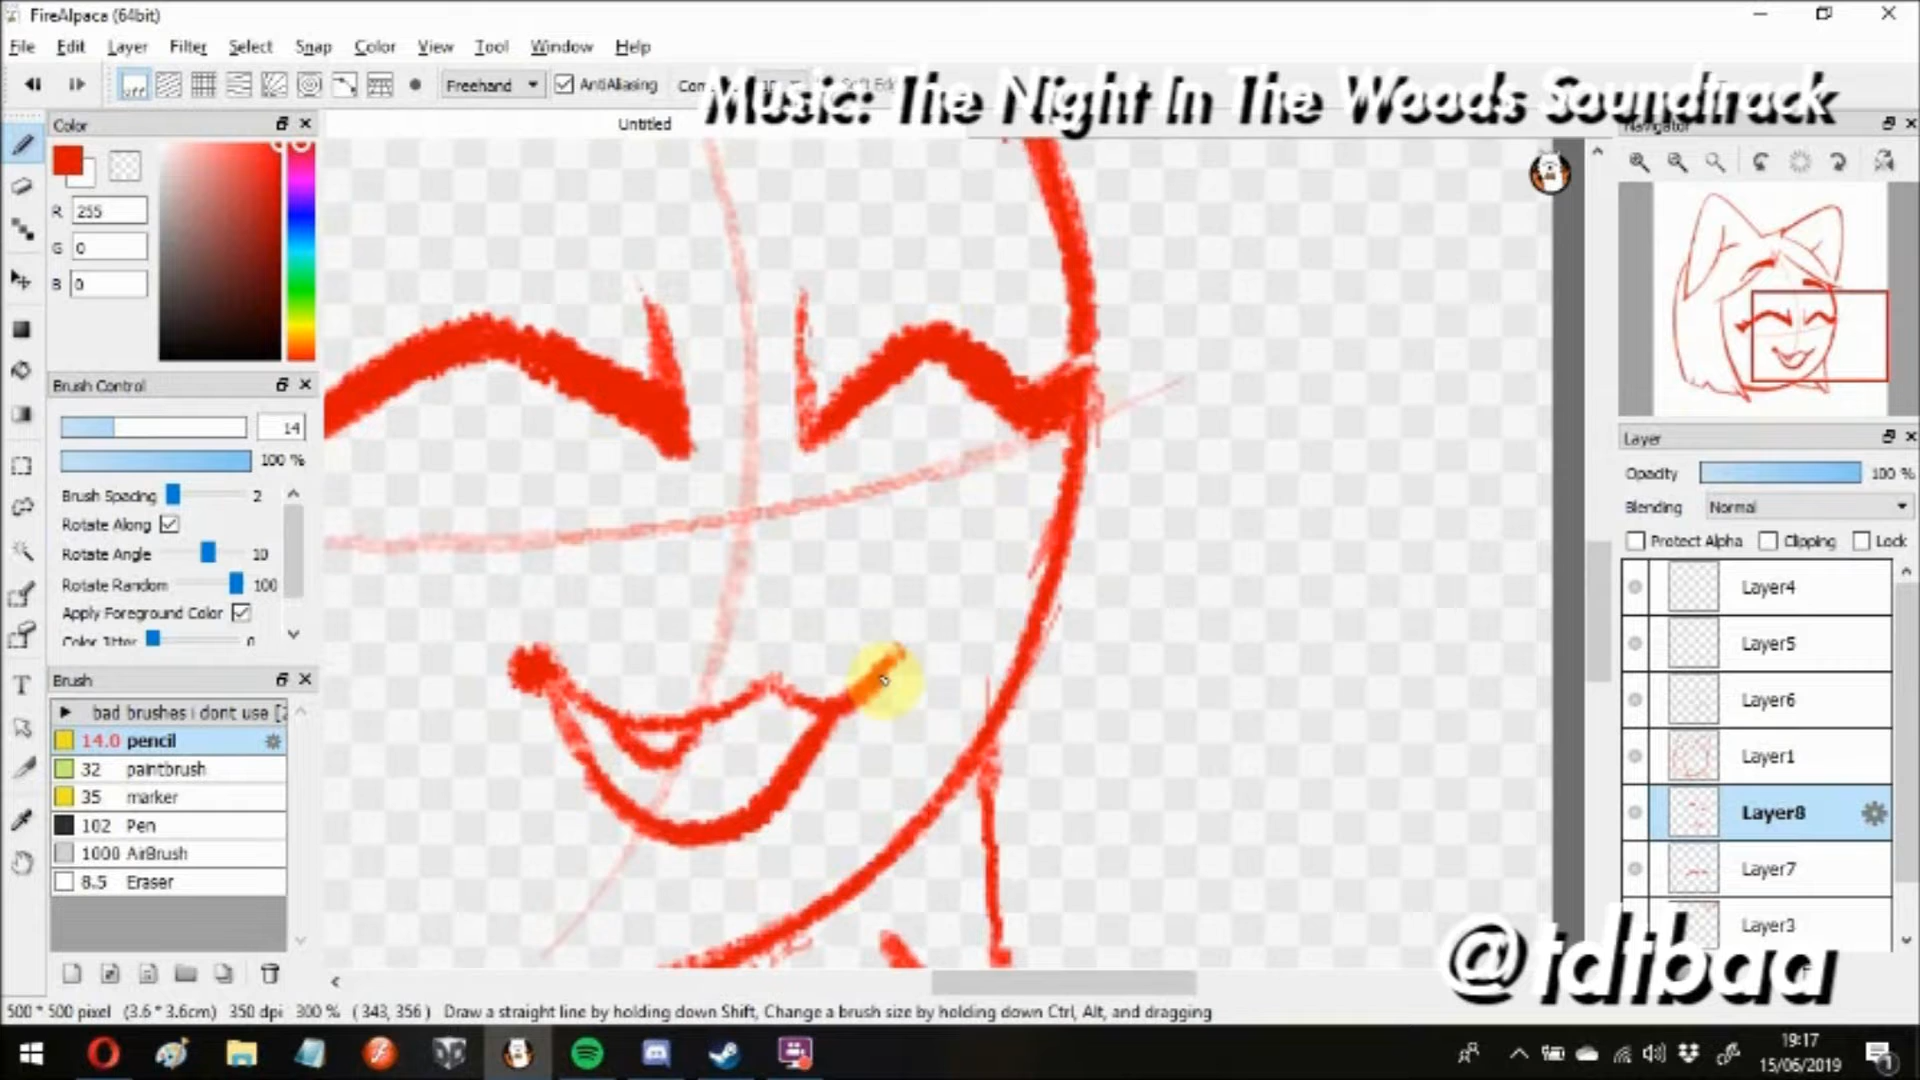 FireAlpaca (64bit)
File Edit Layer Filter Select Snap Color View Tool Window Help
Freehand AntiAliasing
Music: The Night In The Woods Soundtrack
Color
Untitled
Navigator
R 255
G 0
B 0
Brush Control
14
100 %
Brush Spacing 2
Rotate Along
Rotate Angle 10
Rotate Random 100
Apply Foreground Color
Color Jitter 0
Brush
bad brushes i dont use [2
14.0 pencil
32 paintbrush
35 marker
102 Pen
1000 AirBrush
8.5 Eraser
Layer
Opacity 100 %
Blending Normal
Protect Alpha Clipping Lock
Layer4
Layer5
Layer6
Layer1
Layer8
Layer7
Layer3
@idibaa
500 * 500 pixel (3.6 * 3.6cm) 350 dpi 300 % ( 343, 356 ) Draw a straight line by holding down Shift, Change a brush size by holding down Ctrl, Alt, and dragging
19:17
15/06/2019
1